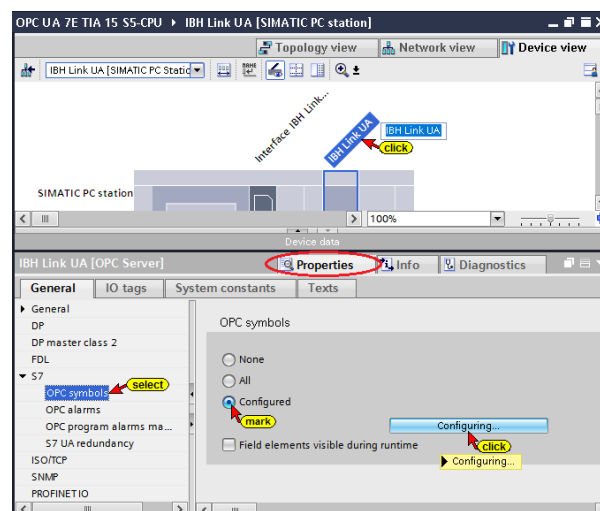 OPC UA 7E TIA 15 S5-CPU ▸ IBH Link UA [SIMATIC PC station]
Topology view Network view Device view
IBH Link UA [SIMATIC PC Static
Interface IBH Link...
IBH Link UA
IBH Link UA
click
SIMATIC PC station
100%
Device data
IBH Link UA [OPC Server]
Properties Info Diagnostics
General IO tags System constants Texts
General
DP
DP master class 2
FDL
S7
OPC symbols
select
OPC alarms
OPC program alarms ma...
S7 UA redundancy
ISO/TCP
SNMP
PROFINET IO
OPC symbols
None
All
Configured
mark
Configuring...
Field elements visible during runtime
click
Configuring...